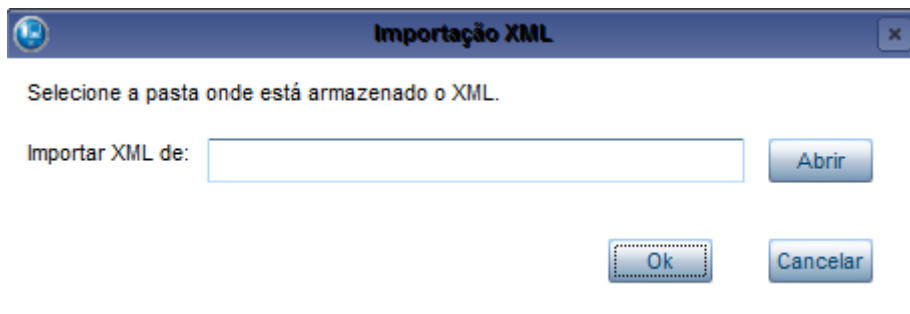 Importação XML
Selecione a pasta onde está armazenado o XML.
Importar XML de:
Abrir
Ok
Cancelar